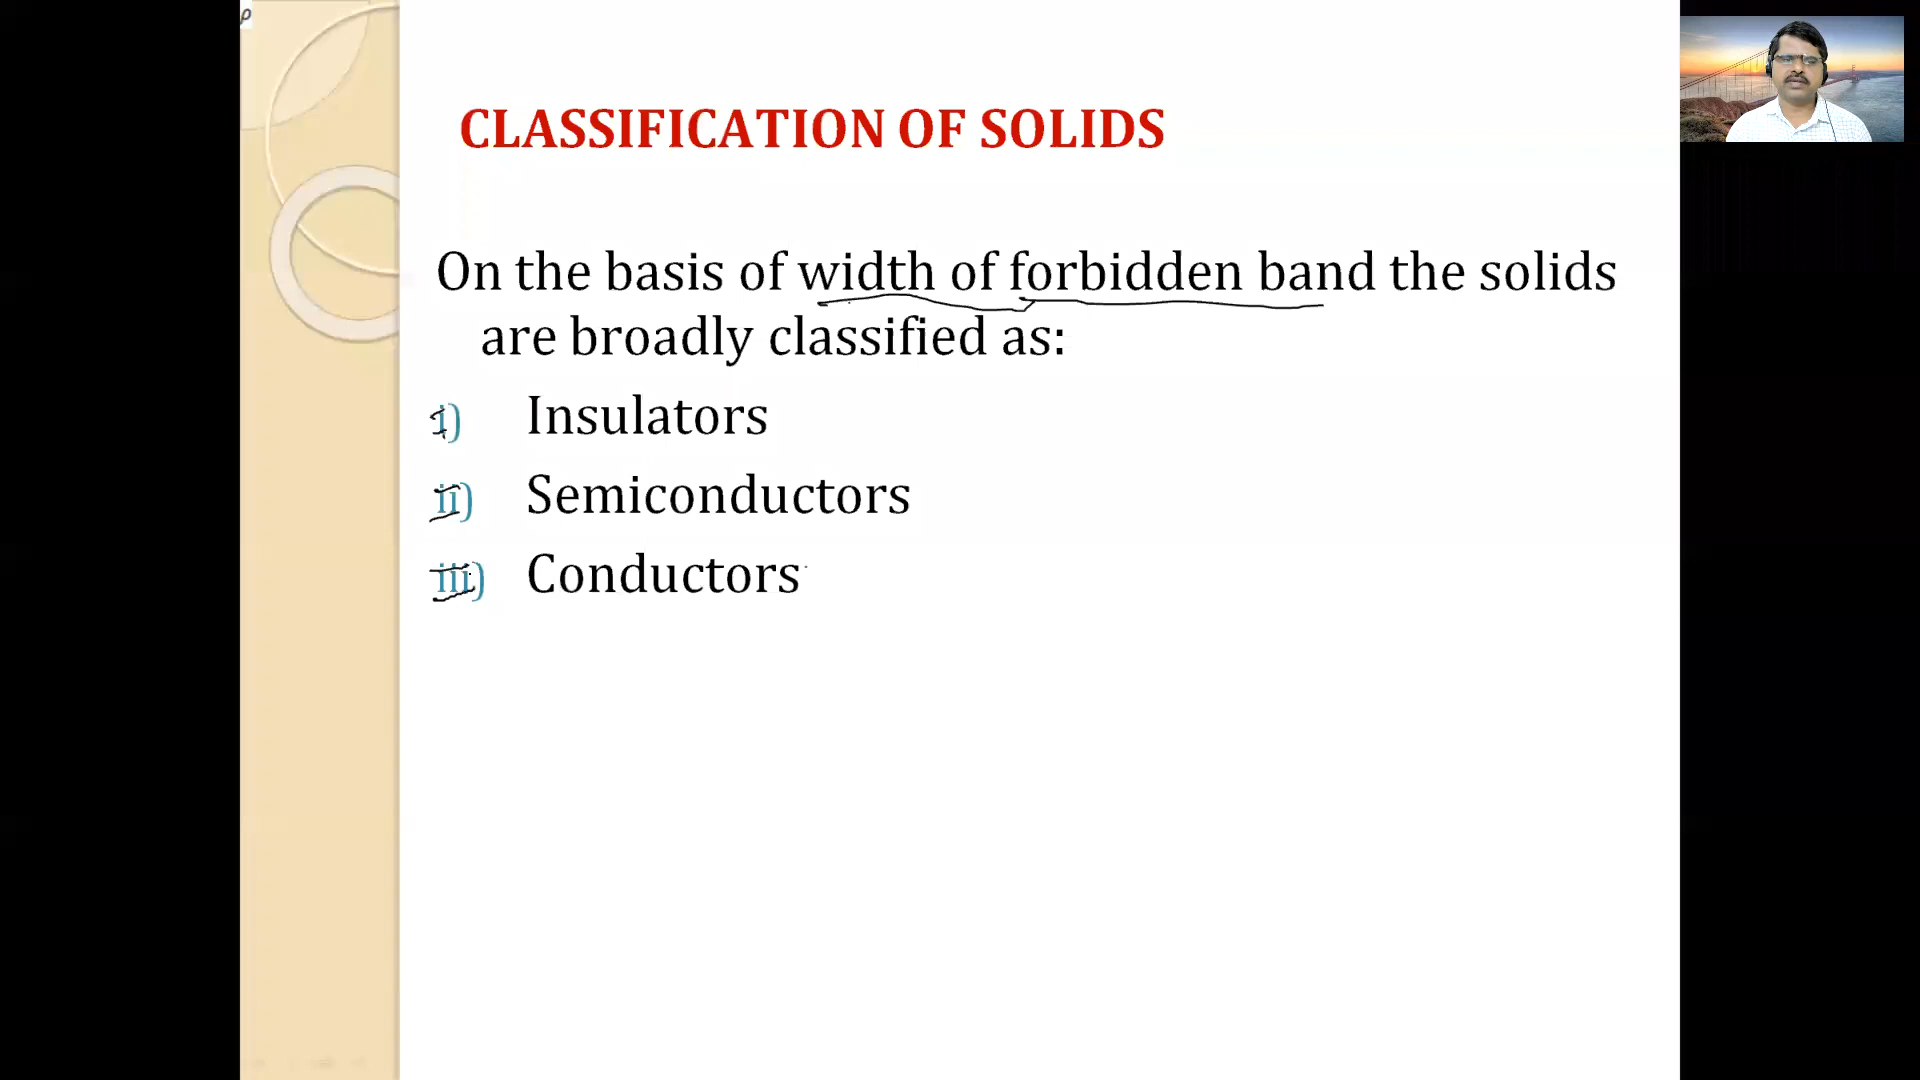 ρ
CLASSIFICATION OF SOLIDS
On the basis of width of forbidden band the solids
are broadly classified as:
i) Insulators
ii) Semiconductors
iii) Conductors